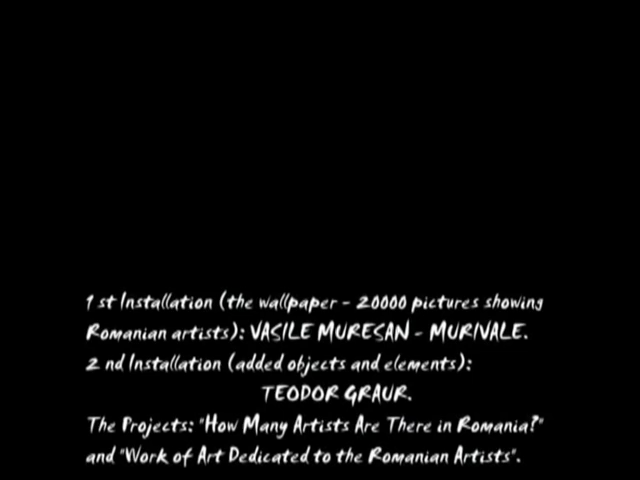 1 st Installation (the wallpaper - 20000 pictures showing
Romanian artists): VASILE MURESAN - MURIVALE.
2 nd Installation (added objects and elements):
TEODOR GRAUR.
The Projects: "How Many Artists Are There in Romania?"
and "Work of Art Dedicated to the Romanian Artists".